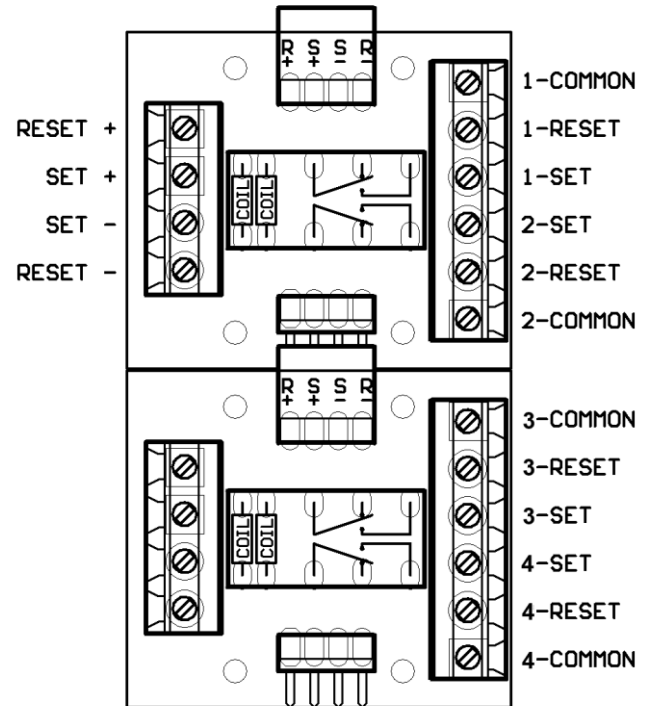 R S S R
+ + - -
RESET +
SET +
SET -
RESET -
COIL
COIL
1-COMMON
1-RESET
1-SET
2-SET
2-RESET
2-COMMON
R S S R
+ + - -
COIL
COIL
3-COMMON
3-RESET
3-SET
4-SET
4-RESET
4-COMMON